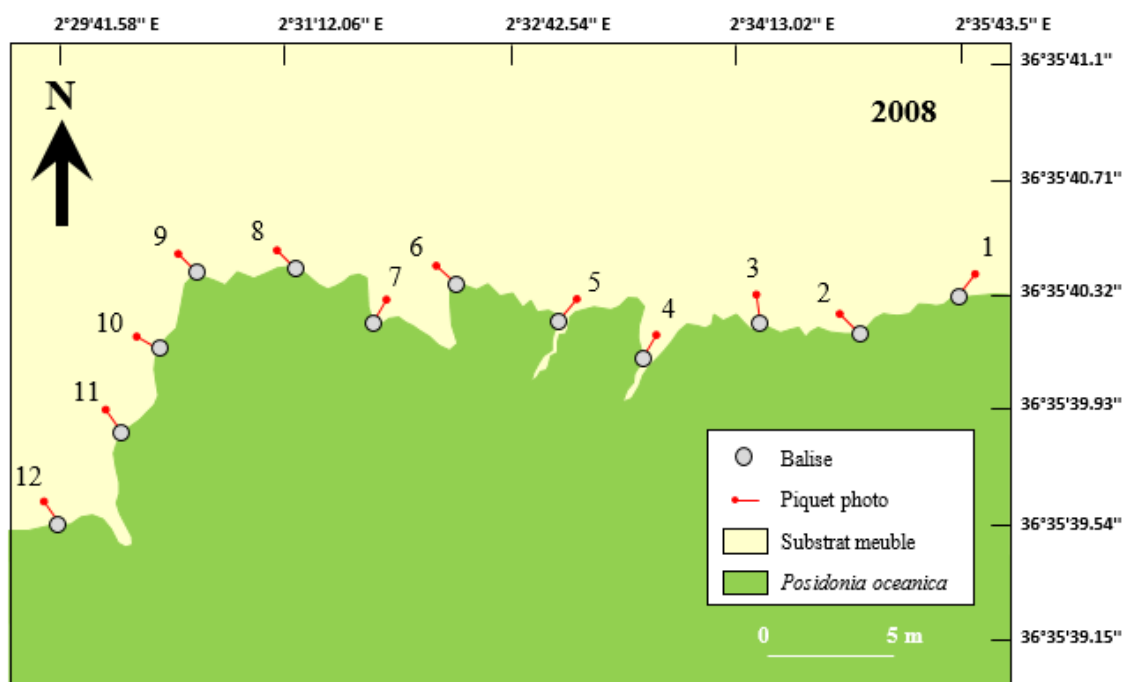 2°29'41.58" E 2°31'12.06" E 2°32'42.54" E 2°34'13.02" E 2°35'43.5" E
36°35'41.1"
N
2008
36°35'40.71"
9 8 6 7 5 4 3 2 1
36°35'40.32"
10
11
36°35'39.93"
12
Balise
Piquet photo
36°35'39.54"
Substrat meuble
Posidonia oceanica
0 5 m
36°35'39.15"